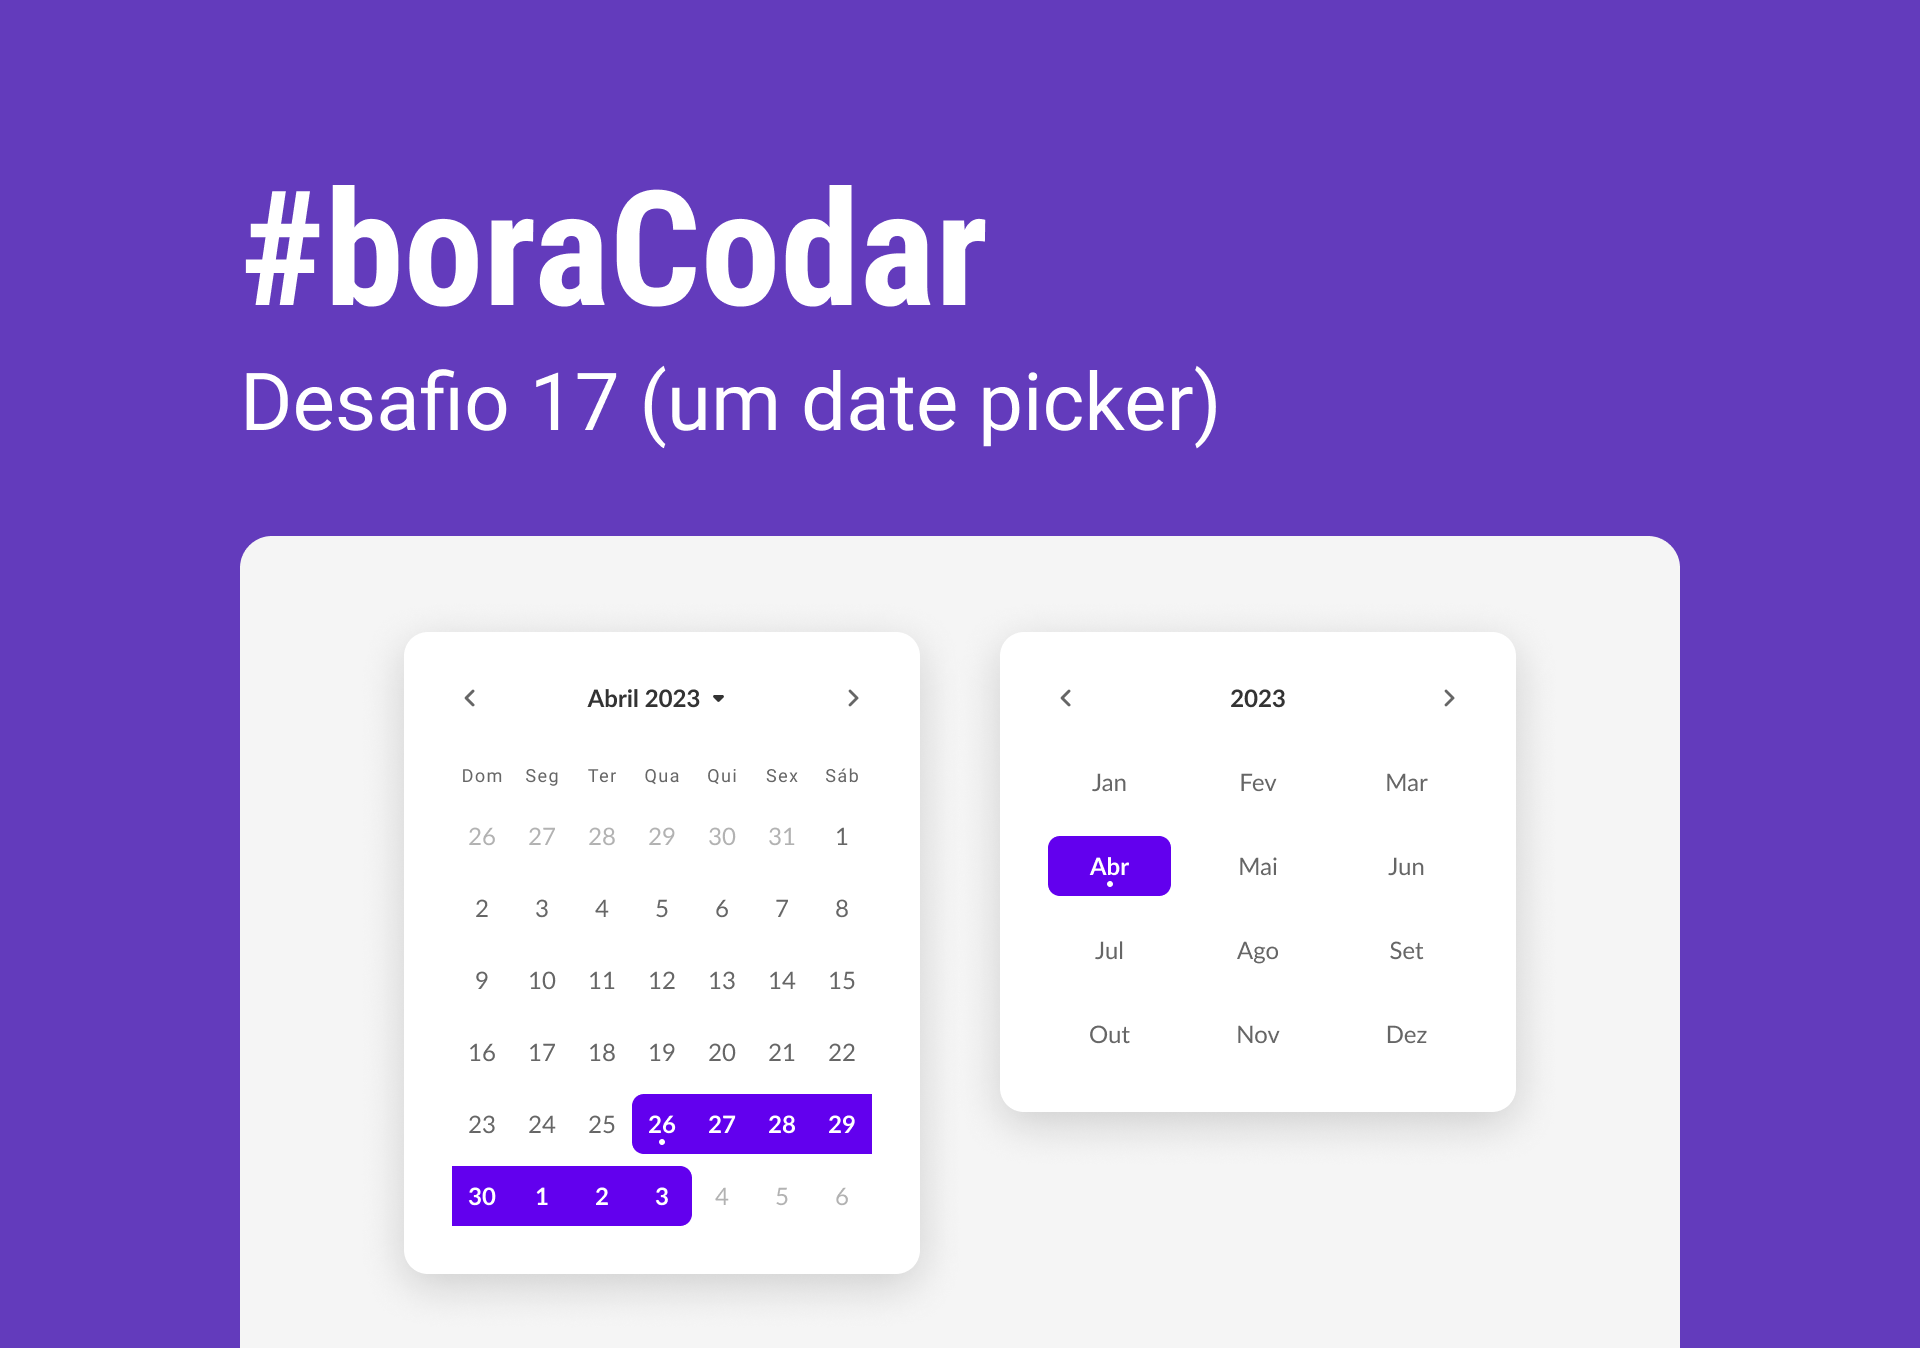 #boraCodar
Desafio 17 (um date picker)
Abril 2023
Dom Seg Ter Qua Qui Sex Sáb
26 27 28 29 30 31 1
2 3 4 5 6 7 8
9 10 11 12 13 14 15
16 17 18 19 20 21 22
23 24 25 26 27 28 29
30 1 2 3 4 5 6
2023
Jan Fev Mar
Abr Mai Jun
Jul Ago Set
Out Nov Dez